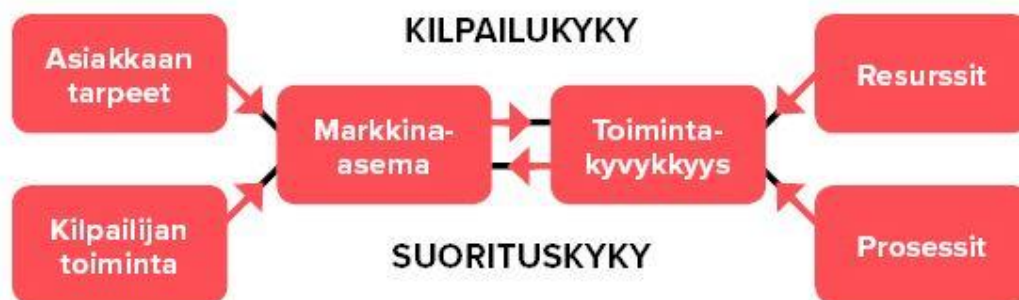 KILPAILUKYKY
Asiakkaan
tarpeet
Kilpailijan
toiminta
Markkina-
asema
Toiminta-
kyvykkyys
Resurssit
Prosessit
SUORITUSKYKY